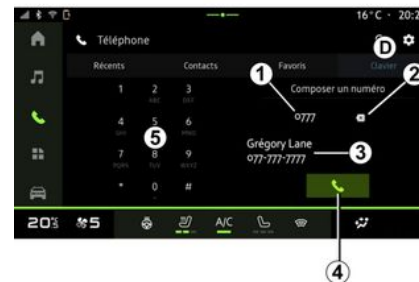 16°C · 20:2
Téléphone
D
Récents
Contacts
Favoris
Clavier
1
2
1
2
ABC
3
DEF
Composer un numéro
4
GHI
5
6
MNO
5
0777
7
PQRS
8
TUV
9
WXYZ
Grégory Lane
077-777-7777
3
*
0
#
20
5
A/C
4